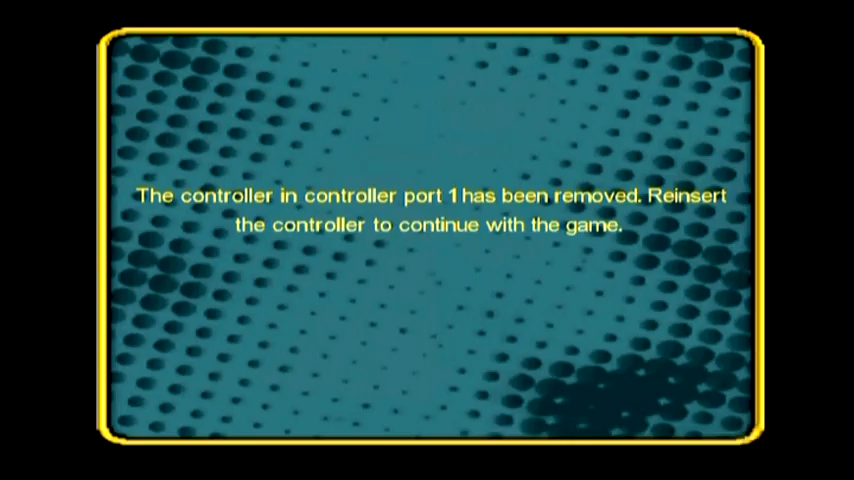 The controller in controller port 1 has been removed. Reinsert
the controller to continue with the game.